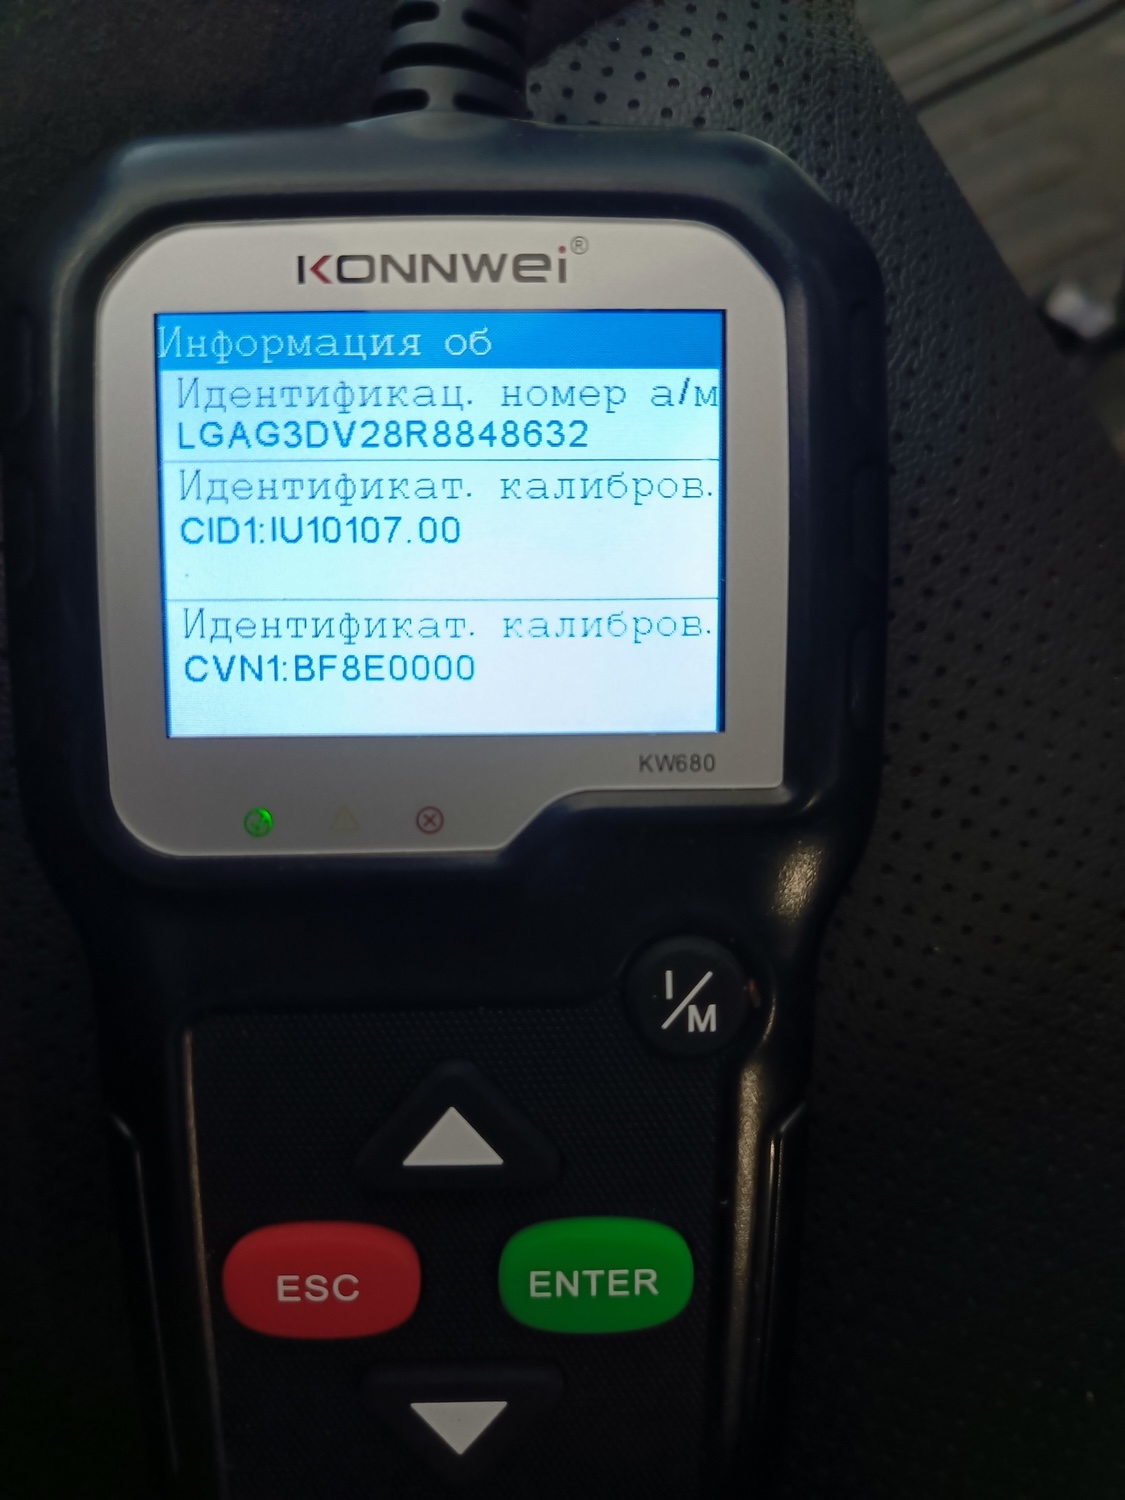 KONNWEI®
Информация об
Идентификац. номер а/м
LGAG3DV28R8848632
Идентификат. калибров.
CID1:IU10107.00
Идентификат. калибров.
CVN1:BF8E0000
KW680
I/M
ESC
ENTER